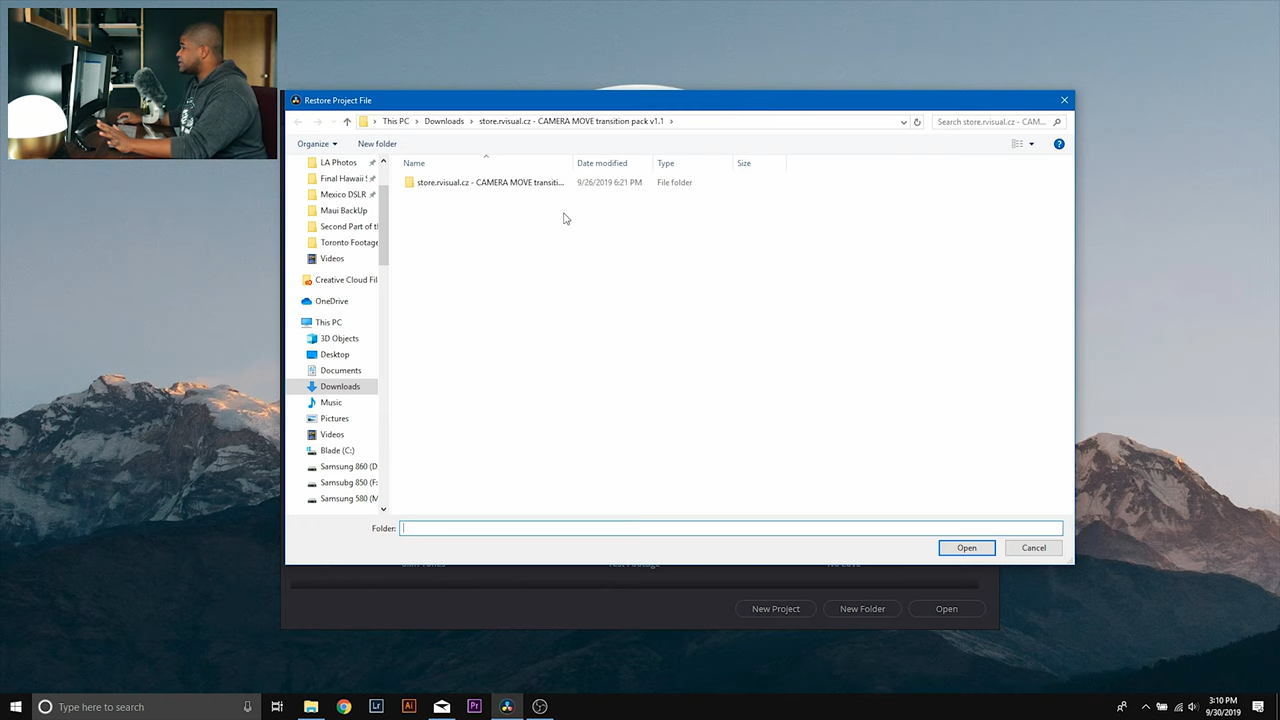 Restore Project File
This PC > Downloads > store.rvisual.cz - CAMERA MOVE transition pack v1.1 >
Search store.rvisual.cz - CAM...
Organize
New folder
Name
Date modified
Type
Size
store.rvisual.cz - CAMERA MOVE transiti...
9/26/2019 6:21 PM
File folder
LA Photos
Final Hawaii
Mexico DSLR
Maui BackUp
Second Part of t
Toronto Footage
Videos
Creative Cloud Fil
OneDrive
This PC
3D Objects
Desktop
Documents
Downloads
Music
Pictures
Videos
Blade (C:)
Samsung 860 (D
Samsubg 850 (F:
Samsung 580 (M
Folder:
Open
Cancel
New Project
New Folder
Open
Type here to search
Lr
Ai
Pr
3:10 PM
9/30/2019